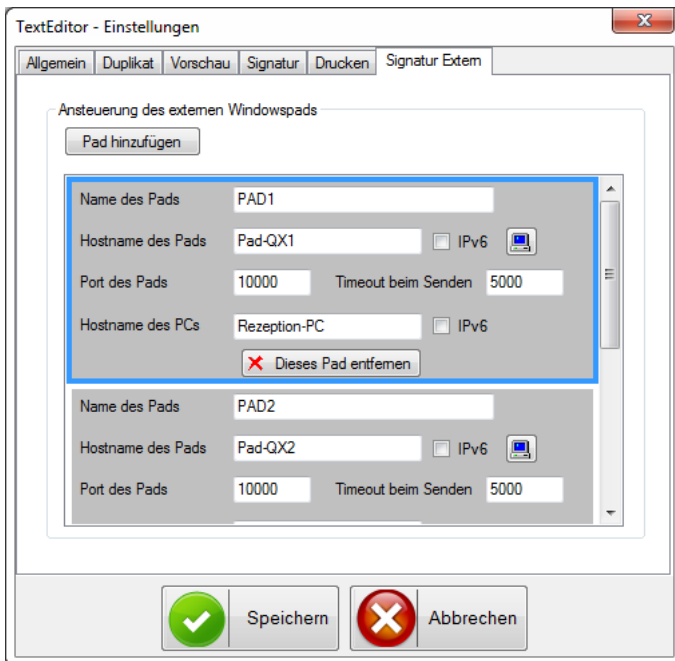 TextEditor - Einstellungen
Allgemein Duplikat Vorschau Signatur Drucken Signatur Extern
Ansteuerung des externen Windowspads
Pad hinzufügen
Name des Pads PAD1
Hostname des Pads Pad-QX1 IPv6
Port des Pads 10000 Timeout beim Senden 5000
Hostname des PCs Rezeption-PC IPv6
Dieses Pad entfernen
Name des Pads PAD2
Hostname des Pads Pad-QX2 IPv6
Port des Pads 10000 Timeout beim Senden 5000
Speichern Abbrechen